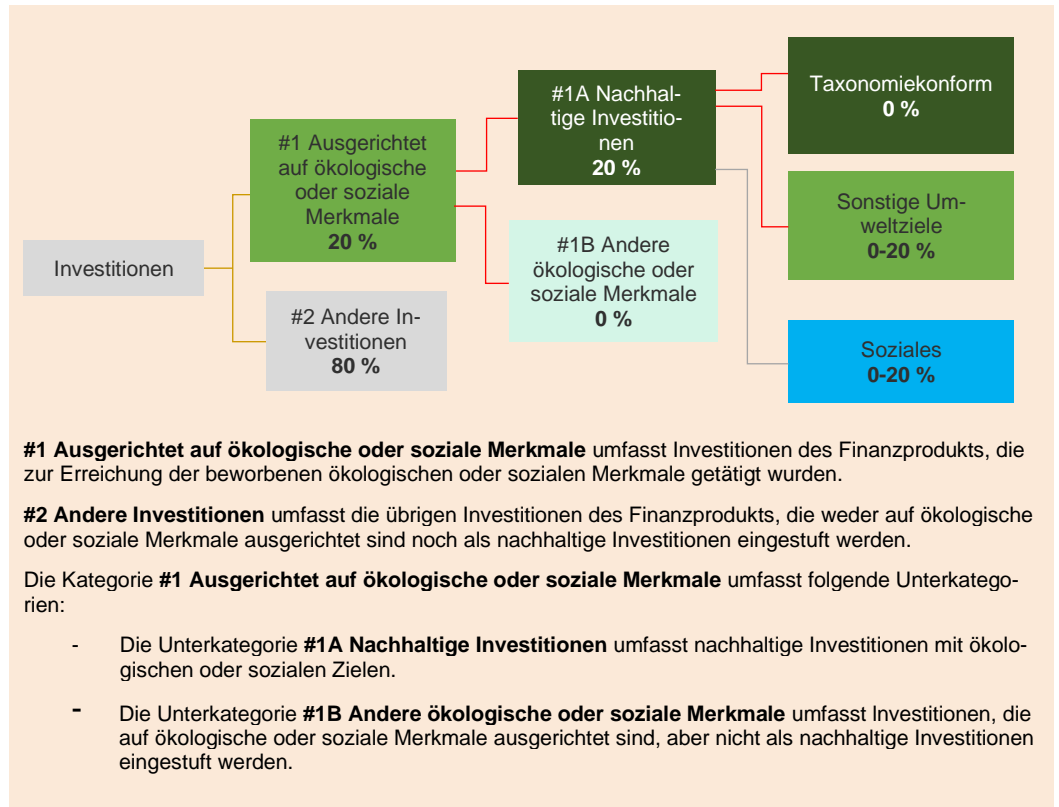 #1A Nachhal-
tige Investitio-
nen
20 %
Taxonomiekonform
0 %
#1 Ausgerichtet
auf ökologische
oder soziale
Merkmale
20 %
Sonstige Um-
weltziele
0-20 %
Investitionen
#1B Andere
ökologische oder
soziale Merkmale
0 %
#2 Andere In-
vestitionen
80 %
Soziales
0-20 %
#1 Ausgerichtet auf ökologische oder soziale Merkmale umfasst Investitionen des Finanzprodukts, die
zur Erreichung der beworbenen ökologischen oder sozialen Merkmale getätigt wurden.
#2 Andere Investitionen umfasst die übrigen Investitionen des Finanzprodukts, die weder auf ökologische
oder soziale Merkmale ausgerichtet sind noch als nachhaltige Investitionen eingestuft werden.
Die Kategorie #1 Ausgerichtet auf ökologische oder soziale Merkmale umfasst folgende Unterkatego-
rien:
- Die Unterkategorie #1A Nachhaltige Investitionen umfasst nachhaltige Investitionen mit ökolo-
gischen oder sozialen Zielen.
- Die Unterkategorie #1B Andere ökologische oder soziale Merkmale umfasst Investitionen, die
auf ökologische oder soziale Merkmale ausgerichtet sind, aber nicht als nachhaltige Investitionen
eingestuft werden.